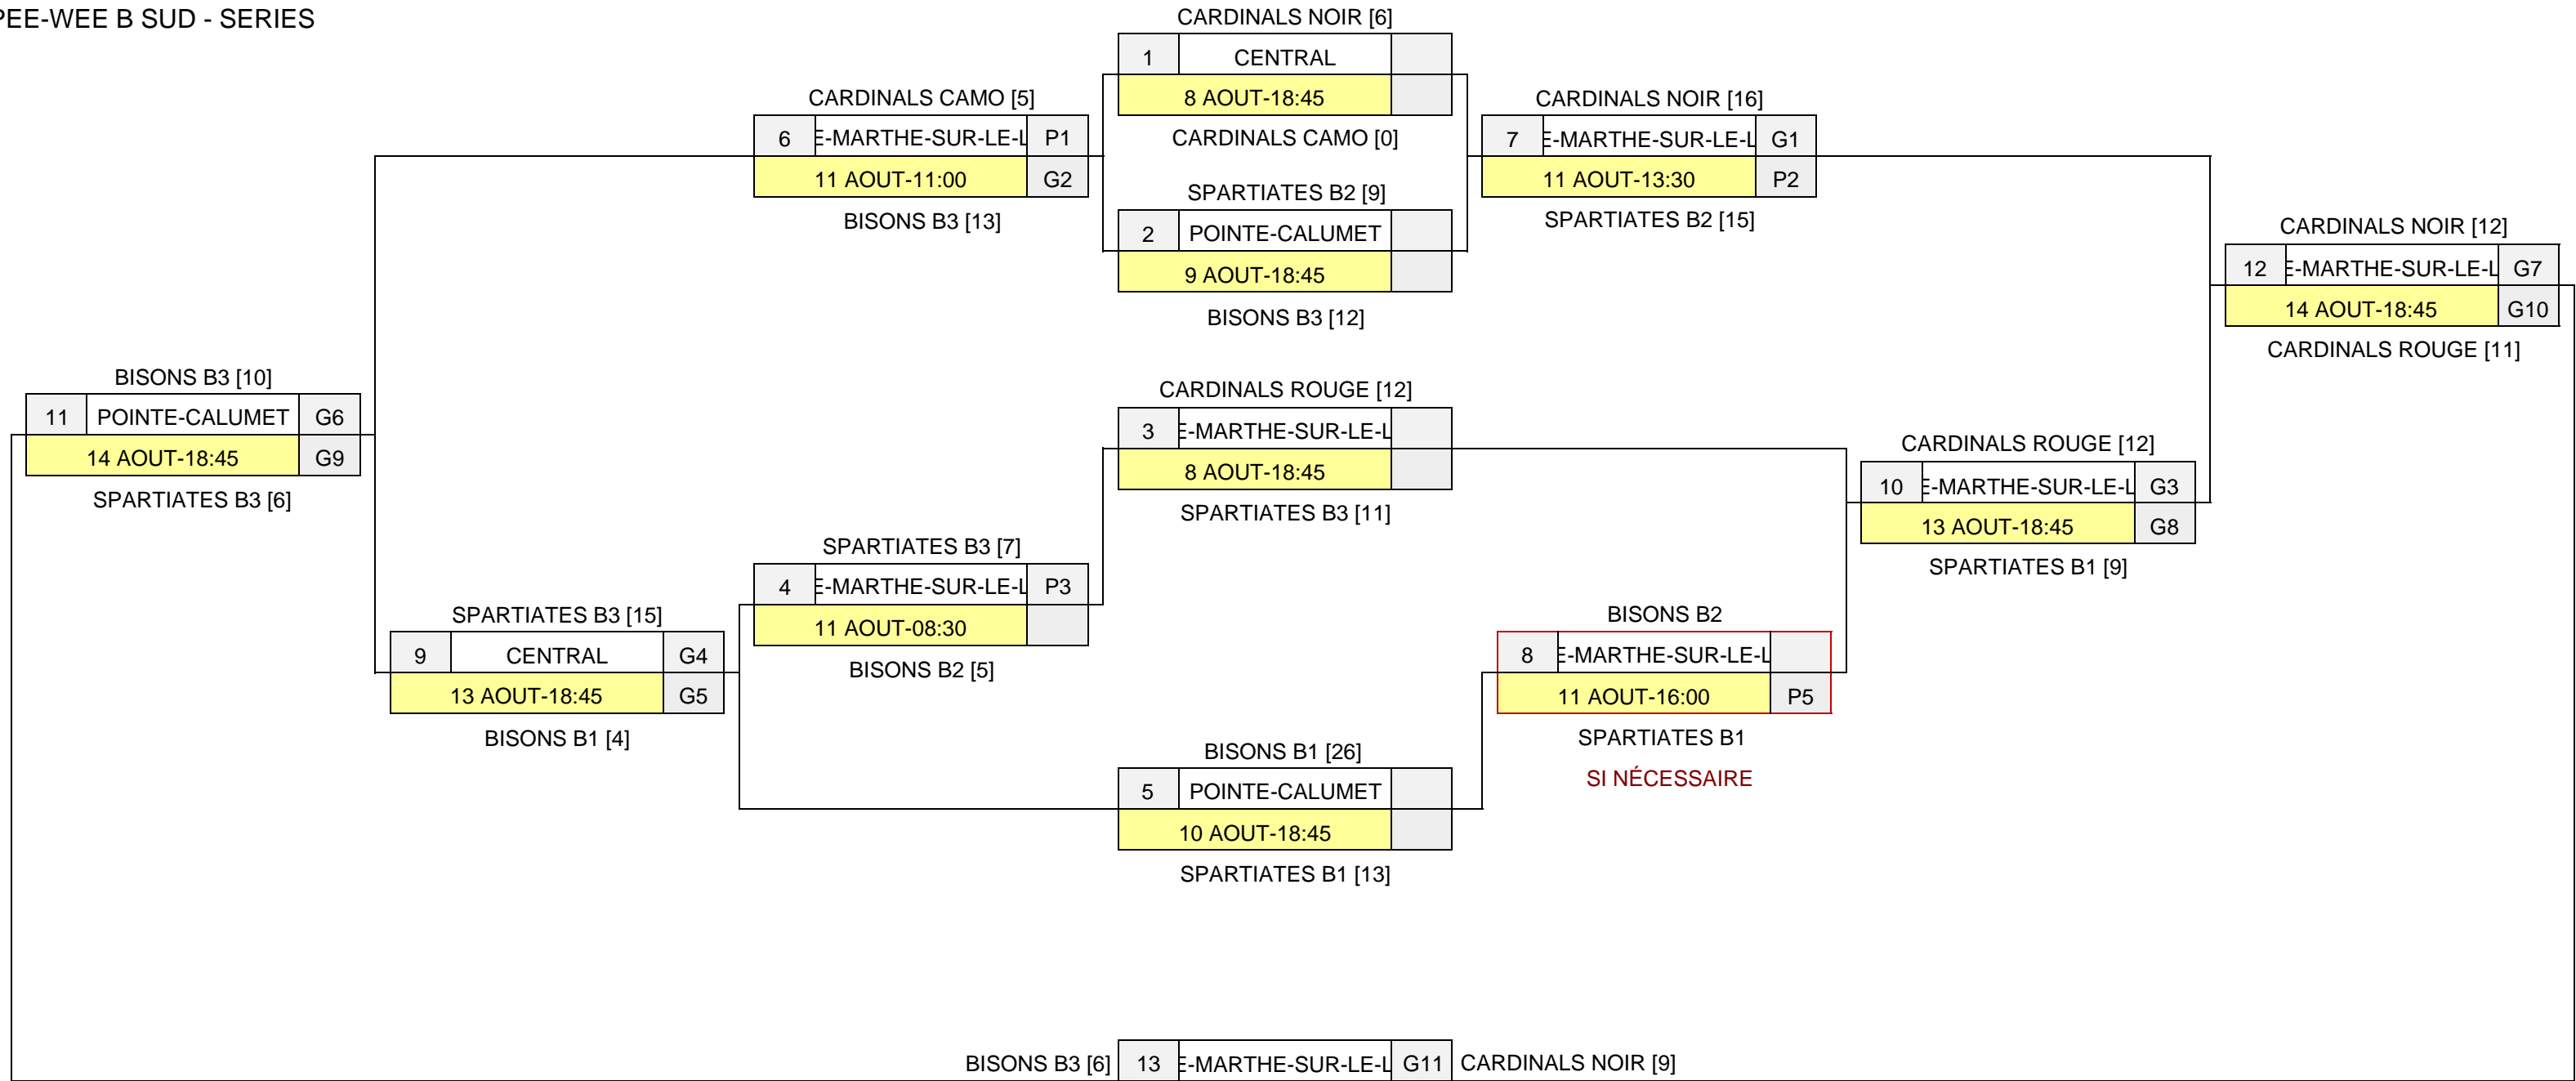 PEE-WEE B SUD - SERIES
CARDINALS NOIR [6]
1 CENTRAL
8 AOUT-18:45
CARDINALS CAMO [0]
CARDINALS CAMO [5]
6 E-MARTHE-SUR-LE-L P1
11 AOUT-11:00 G2
BISONS B3 [13]
CARDINALS NOIR [16]
7 E-MARTHE-SUR-LE-L G1
11 AOUT-13:30 P2
SPARTIATES B2 [15]
SPARTIATES B2 [9]
2 POINTE-CALUMET
9 AOUT-18:45
BISONS B3 [12]
CARDINALS NOIR [12]
12 E-MARTHE-SUR-LE-L G7
14 AOUT-18:45 G10
CARDINALS ROUGE [11]
BISONS B3 [10]
11 POINTE-CALUMET G6
14 AOUT-18:45 G9
SPARTIATES B3 [6]
CARDINALS ROUGE [12]
3 E-MARTHE-SUR-LE-L
8 AOUT-18:45
SPARTIATES B3 [11]
CARDINALS ROUGE [12]
10 E-MARTHE-SUR-LE-L G3
13 AOUT-18:45 G8
SPARTIATES B1 [9]
SPARTIATES B3 [7]
4 E-MARTHE-SUR-LE-L P3
11 AOUT-08:30
BISONS B2 [5]
SPARTIATES B3 [15]
9 CENTRAL G4
13 AOUT-18:45 G5
BISONS B1 [4]
BISONS B2
8 E-MARTHE-SUR-LE-L
11 AOUT-16:00 P5
SPARTIATES B1
SI NÉCESSAIRE
BISONS B1 [26]
5 POINTE-CALUMET
10 AOUT-18:45
SPARTIATES B1 [13]
BISONS B3 [6] 13 E-MARTHE-SUR-LE-L G11 CARDINALS NOIR [9]